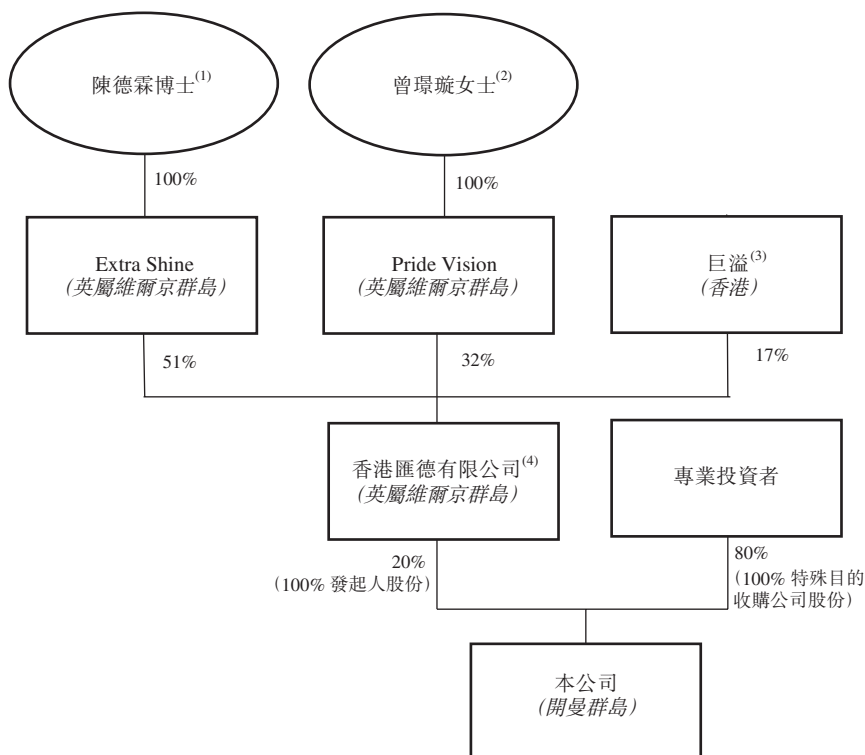 陳德霖博士(1)
曾璟璇女士(2)
100%
100%
Extra Shine
(英屬維爾京群島)
Pride Vision
(英屬維爾京群島)
巨溢(3)
(香港)
51%
32%
17%
香港匯德有限公司(4)
(英屬維爾京群島)
專業投資者
20%
(100% 發起人股份)
80%
(100% 特殊目的
收購公司股份)
本公司
(開曼群島)